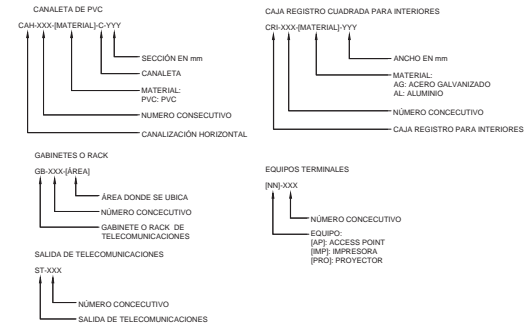 CANALETA DE PVC
CAH-XXX-[MATERIAL]-C-YYY
SECCIÓN EN mm
CANALETA
MATERIAL:
PVC: PVC
NUMERO CONSECUTIVO
CANALIZACIÓN HORIZONTAL
CAJA REGISTRO CUADRADA PARA INTERIORES
CRI-XXX-[MATERIAL]-YYY
ANCHO EN mm
MATERIAL:
AG: ACERO GALVANIZADO
AL: ALUMINIO
NÚMERO CONCECUTIVO
CAJA REGISTRO PARA INTERIORES
GABINETES O RACK
GB-XXX-[ÁREA]
ÁREA DONDE SE UBICA
NÚMERO CONCECUTIVO
GABINETE O RACK DE
TELECOMUNICACIONES
EQUIPOS TERMINALES
[NN]-XXX
NÚMERO CONCECUTIVO
EQUIPO:
[AP]: ACCESS POINT
[IMP]: IMPRESORA
[PRO]: PROYECTOR
SALIDA DE TELECOMUNICACIONES
ST-XXX
NÚMERO CONCECUTIVO
SALIDA DE TELECOMUNICACIONES